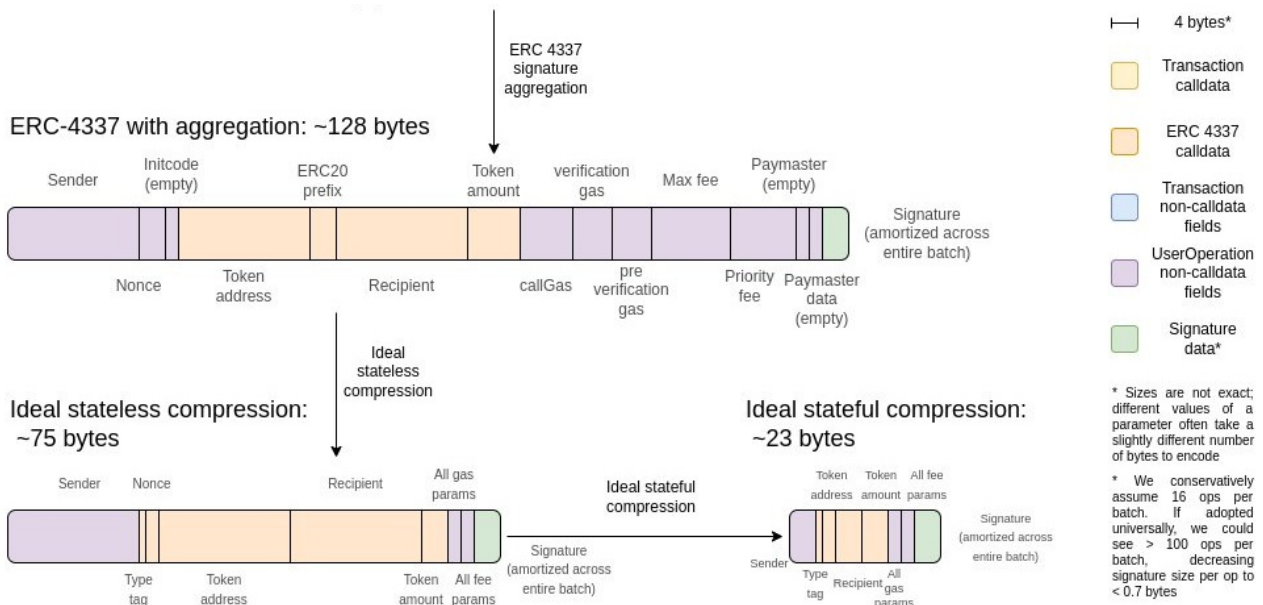 ERC 4337
signature
aggregation
ERC-4337 with aggregation: ~128 bytes
Sender
Initcode
(empty)
ERC20
prefix
Token
amount
verification
gas
Max fee
Paymaster
(empty)
Signature
(amortized across
entire batch)
Nonce
Token
address
Recipient
callGas
pre
verification
gas
Priority
fee
Paymaster
data
(empty)
Ideal
stateless
compression
Ideal stateless compression:
~75 bytes
Sender
Nonce
Recipient
All gas
params
Type
tag
Token
address
Token
amount
All fee
params
Signature
(amortized across
entire batch)
Ideal stateful
compression
Ideal stateful compression:
~23 bytes
Token
address
Token
amount
All fee
params
Signature
(amortized across
entire batch)
Sender
Type
tag
Recipient
All
gas
params
4 bytes*
Transaction
calldata
ERC 4337
calldata
Transaction
non-calldata
fields
UserOperation
non-calldata
fields
Signature
data*
* Sizes are not exact;
different values of a
parameter often take a
slightly different number
of bytes to encode
* We conservatively
assume 16 ops per
batch. If adopted
universally, we could
see > 100 ops per
batch, decreasing
signature size per op to
< 0.7 bytes